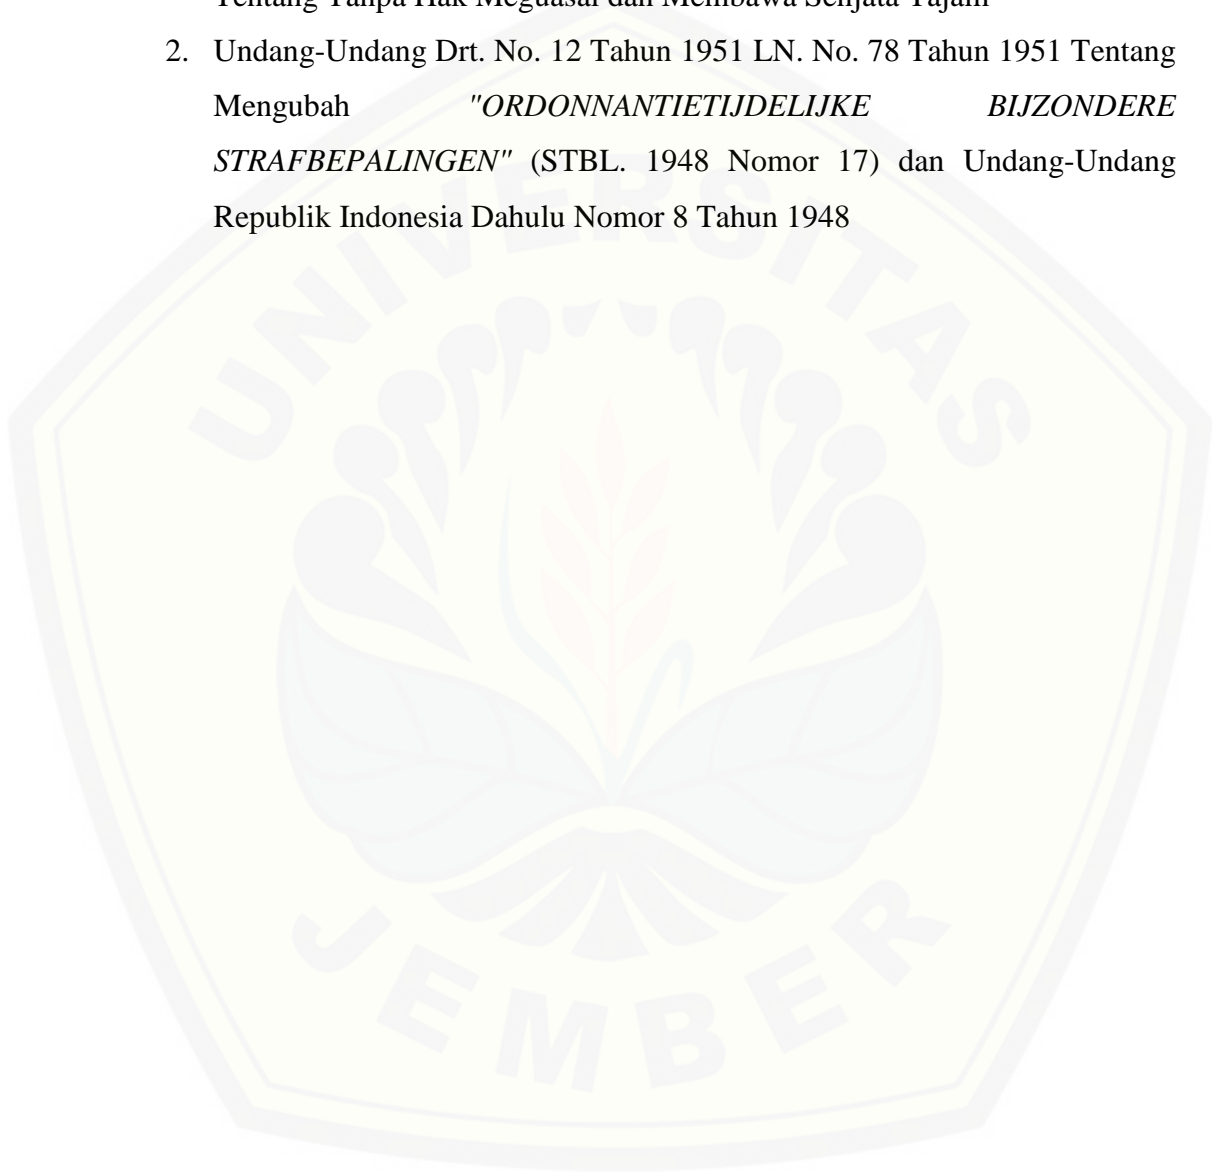 Tentang Tanpa Hak Meguasai dan Membawa Senjata Tajam
2. Undang-Undang Drt. No. 12 Tahun 1951 LN. No. 78 Tahun 1951 Tentang
Mengubah "ORDONNANTIETIJDELIJKE BIJZONDERE
STRAFBEPALINGEN" (STBL. 1948 Nomor 17) dan Undang-Undang
Republik Indonesia Dahulu Nomor 8 Tahun 1948
UNIVERSITAS
JEMBER